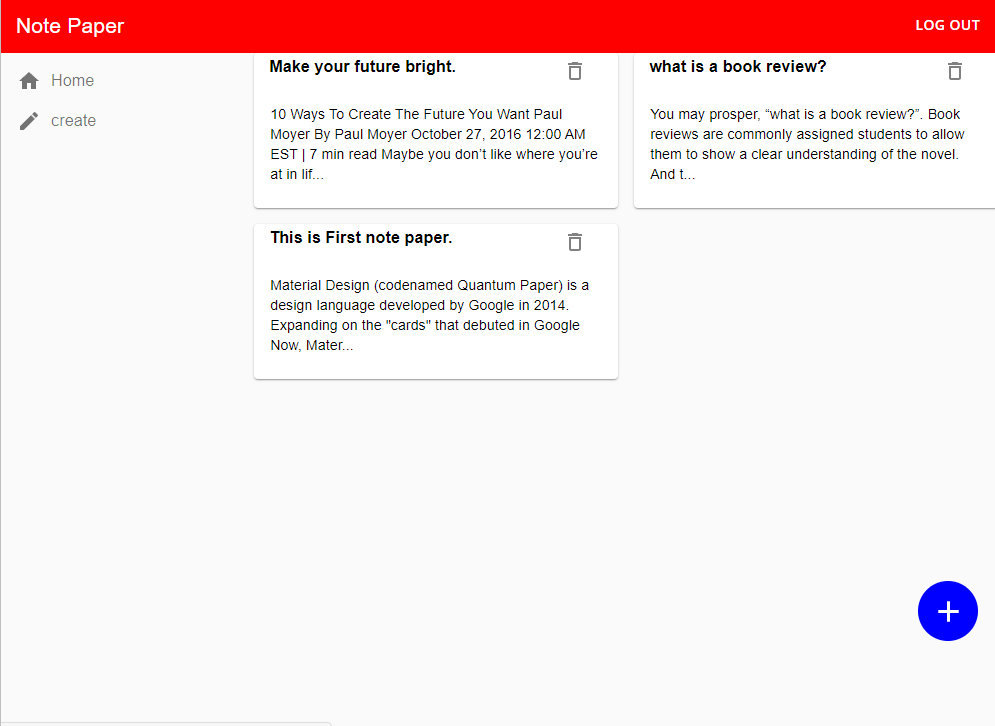 Note Paper
LOG OUT
Home
create
Make your future bright.
10 Ways To Create The Future You Want Paul
Moyer By Paul Moyer October 27, 2016 12:00 AM
EST | 7 min read Maybe you don’t like where you’re
at in lif...
what is a book review?
You may prosper, “what is a book review?”. Book
reviews are commonly assigned students to allow
them to show a clear understanding of the novel.
And t...
This is First note paper.
Material Design (codenamed Quantum Paper) is a
design language developed by Google in 2014.
Expanding on the "cards" that debuted in Google
Now, Mater...